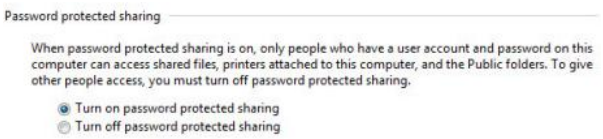 Password protected sharing
When password protected sharing is on, only people who have a user account and password on this
computer can access shared files, printers attached to this computer, and the Public folders. To give
other people access, you must turn off password protected sharing.
Turn on password protected sharing
Turn off password protected sharing